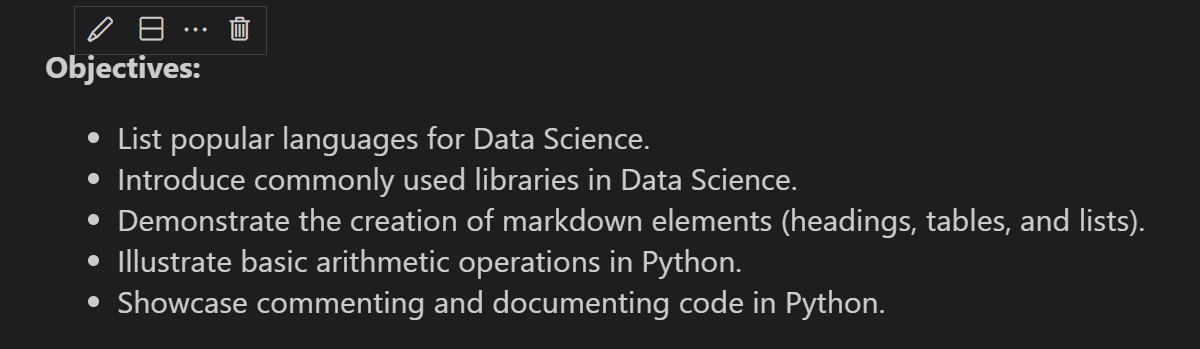 Objectives:
List popular languages for Data Science.
Introduce commonly used libraries in Data Science.
Demonstrate the creation of markdown elements (headings, tables, and lists).
Illustrate basic arithmetic operations in Python.
Showcase commenting and documenting code in Python.